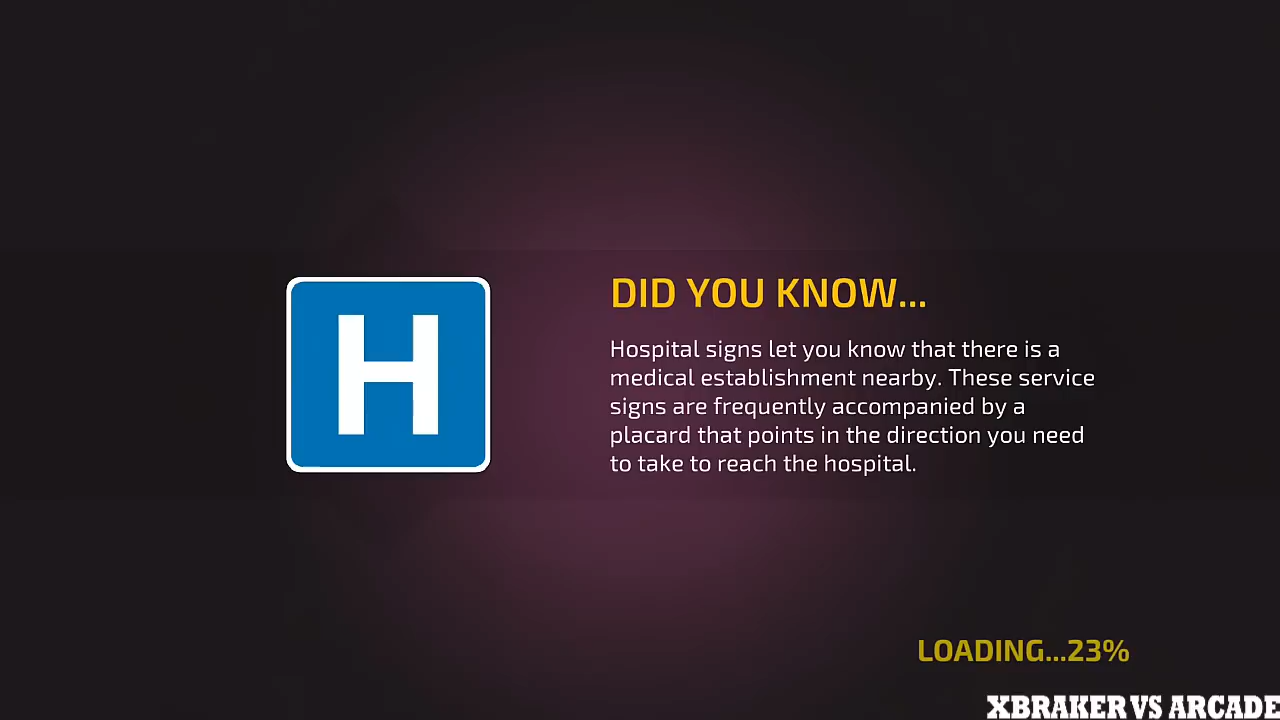 H
DID YOU KNOW...
Hospital signs let you know that there is a
medical establishment nearby. These service
signs are frequently accompanied by a
placard that points in the direction you need
to take to reach the hospital.
LOADING...23%
XBRAKER VS ARCADE